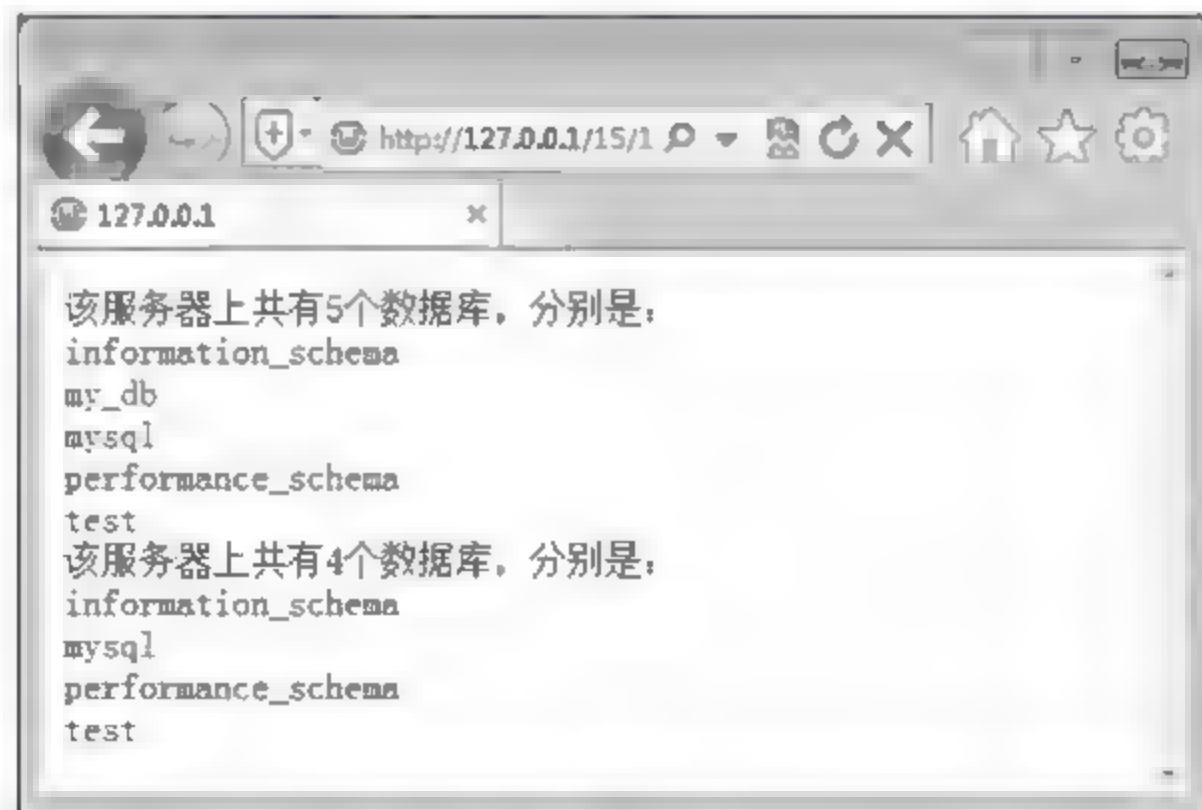 http://127.0.0.1/15/1
127.0.0.1
该服务器上共有5个数据库，分别是：
information_schema
my_db
mysql
performance_schema
test
该服务器上共有4个数据库，分别是：
information_schema
mysql
performance_schema
test